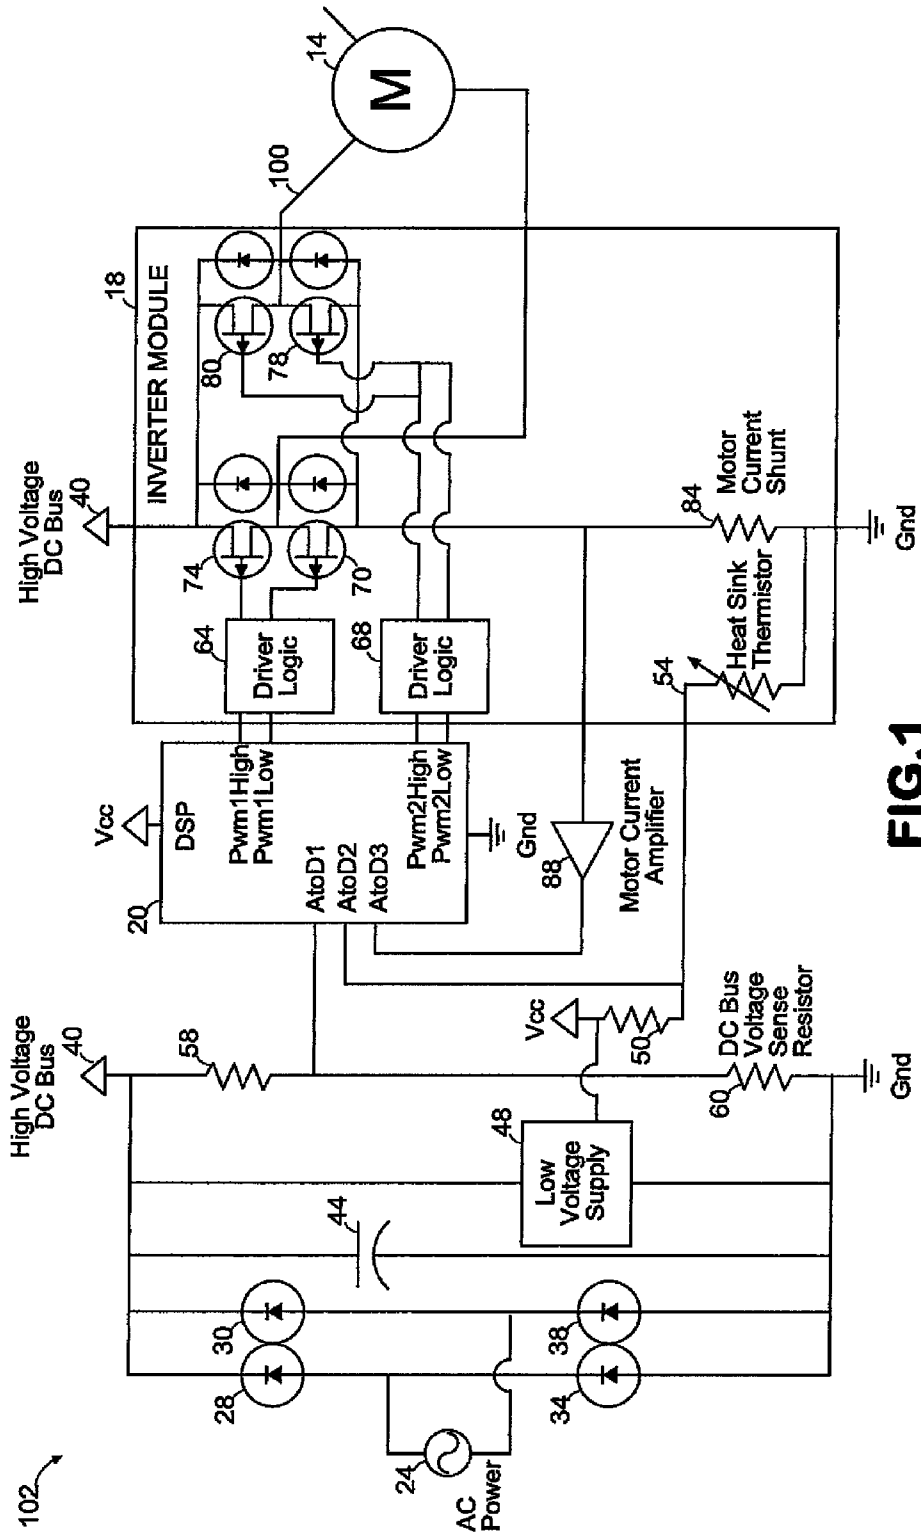 102
High Voltage
DC Bus
40
58
44
30
28
24
AC
Power
38
34
48
Low
Voltage
Supply
Vcc
50
DC Bus
Voltage
Sense
Resistor
60
Gnd
20
Vcc
DSP
Pwm1High
Pwm1Low
AtoD1
AtoD2
AtoD3
Pwm2High
Pwm2Low
Gnd
88
Motor Current
Amplifier
High Voltage
DC Bus
40
18
INVERTER MODULE
64
Driver
Logic
68
Driver
Logic
74
70
80
78
100
14
M
54
Heat Sink
Thermistor
84
Motor
Current
Shunt
Gnd
FIG.1